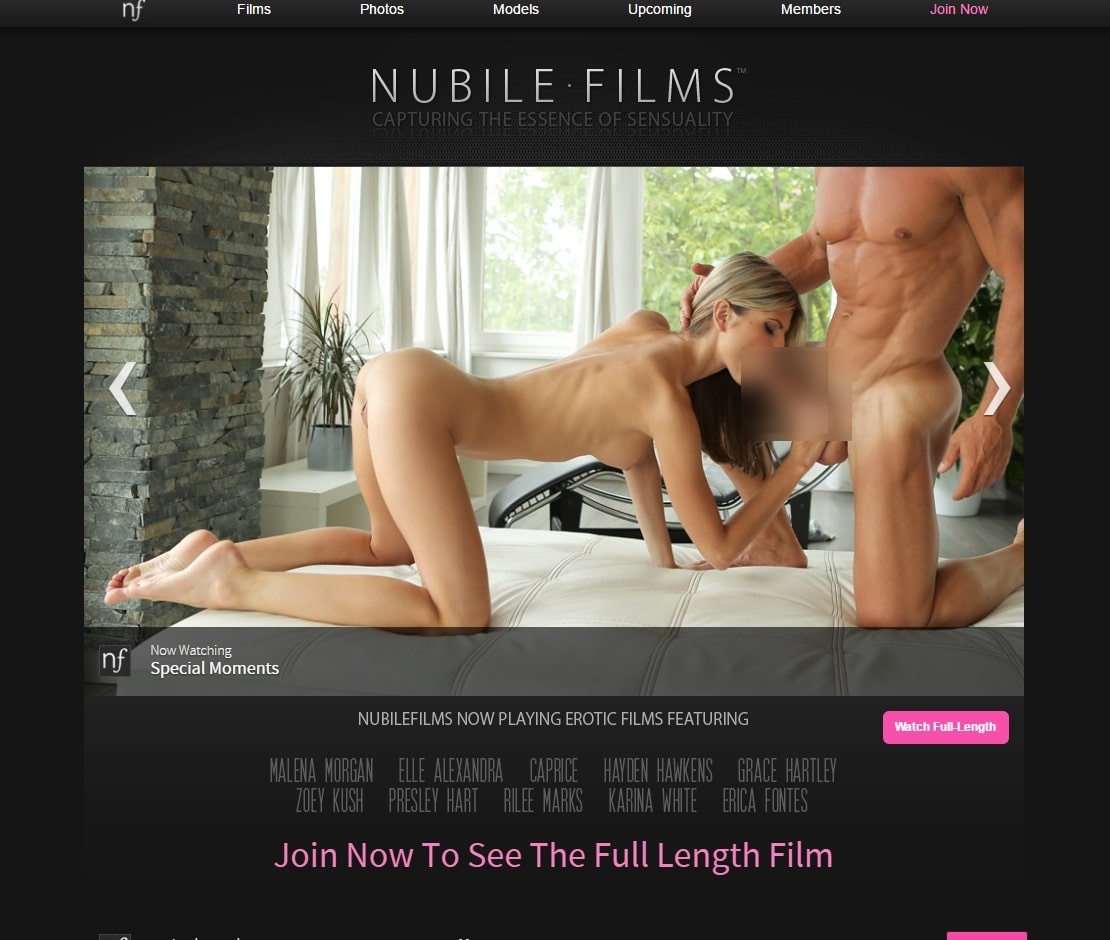 nf
Films Photos Models Upcoming Members Join Now
NUBILE·FILMS™
CAPTURING THE ESSENCE OF SENSUALITY
nf
Now Watching
Special Moments
NUBILEFILMS NOW PLAYING EROTIC FILMS FEATURING
Watch Full-Length
MALENA MORGAN ELLE ALEXANDRA CAPRICE HAYDEN HAWKENS GRACE HARTLEY
ZOEY KUSH PRESLEY HART RILEE MARKS KARINA WHITE ERICA FONTES
Join Now To See The Full Length Film